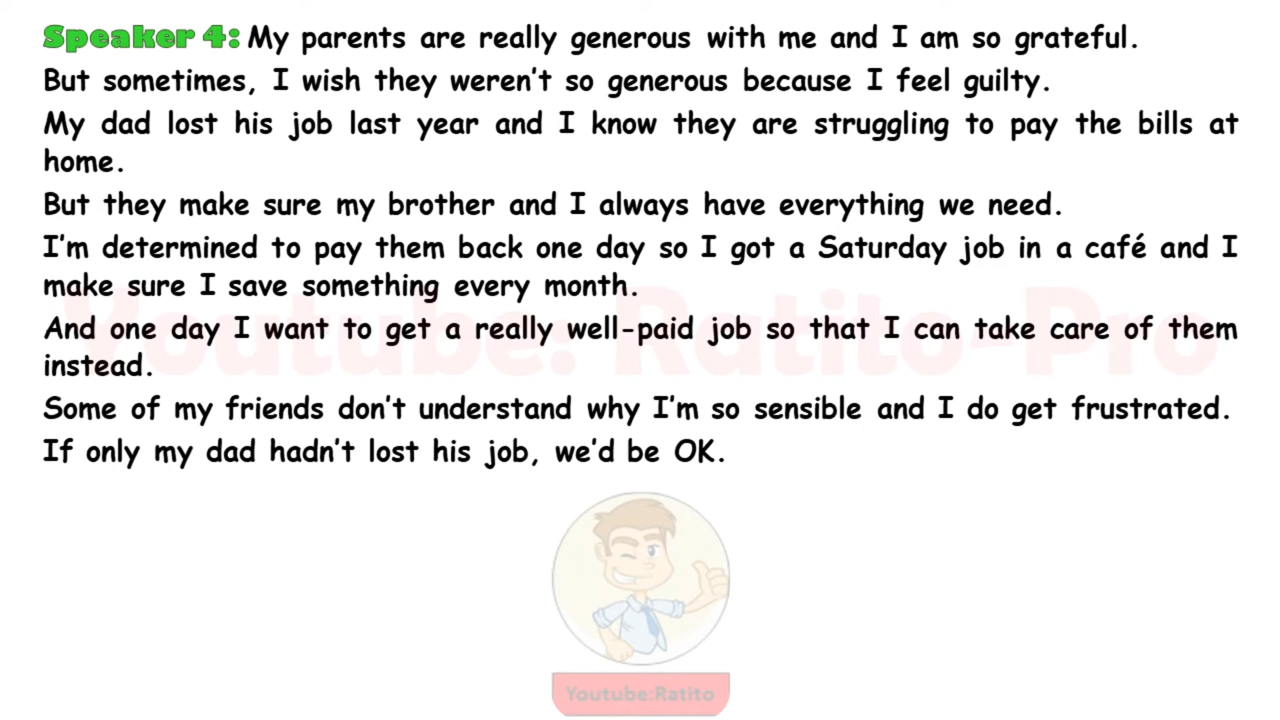 Speaker 4: My parents are really generous with me and I am so grateful.
But sometimes, I wish they weren't so generous because I feel guilty.
My dad lost his job last year and I know they are struggling to pay the bills at
home.
But they make sure my brother and I always have everything we need.
I'm determined to pay them back one day so I got a Saturday job in a café and I
make sure I save something every month.
And one day I want to get a really well-paid job so that I can take care of them
instead.
Some of my friends don't understand why I'm so sensible and I do get frustrated.
If only my dad hadn't lost his job, we'd be OK.
Youtube: Ratito-Pro
Youtube:Ratito